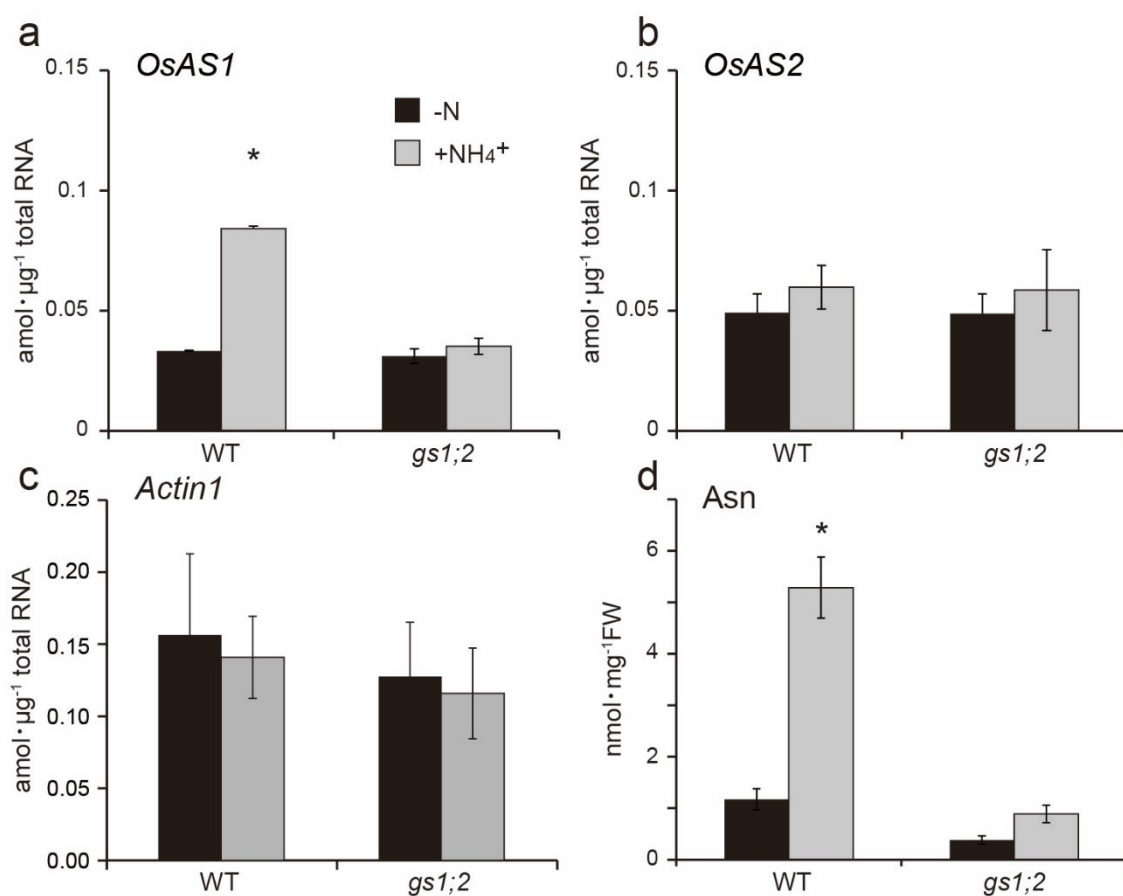 a
OsAS1
0.15
0.1
0.05
0
amol·µg⁻¹ total RNA
-N
+NH₄⁺
*
WT
gs1;2
b
OsAS2
0.15
0.1
0.05
0
amol·µg⁻¹ total RNA
WT
gs1;2
c
Actin1
0.25
0.20
0.15
0.10
0.05
0.00
amol·µg⁻¹ total RNA
WT
gs1;2
d
Asn
6
4
2
0
nmol·mg⁻¹FW
*
WT
gs1;2